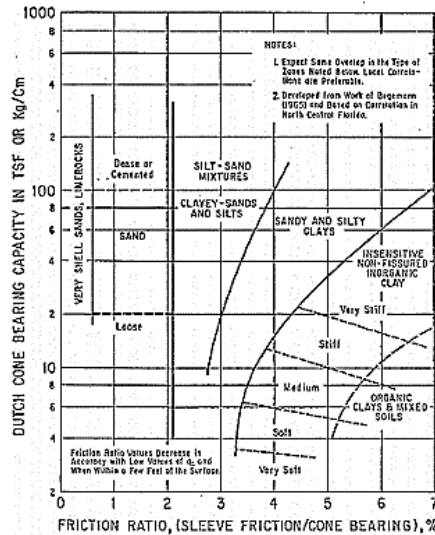 1000
NOTES:
1. Expect Some Overlap in the Type of
Zones Noted Below. Local Correla-
tions are Preferable.
2. Developed from Work of Begemann
(1965) and Based on Correlation in
North Central Florida.
6
4
2
100
8
6
4
2
10
8
6
4
2
DUTCH CONE BEARING CAPACITY IN TSF OR Kg/Cm
VERY SHELL SANDS, LIMEROCKS
Dense or
Cemented
SAND
Loose
SILT-SAND
MIXTURES
CLAYEY-SANDS
AND SILTS
SANDY AND SILTY
CLAYS
INSENSITIVE
NON-FISSURED
INORGANIC
CLAY
Very Stiff
Stiff
Medium
ORGANIC
CLAYS & MIXED
SOILS
Soft
Very Soft
Friction Ratio Values Decrease in
Accuracy with Low Values of qc and
When Within a Few Feet of the Surface.
0 1 2 3 4 5 6 7
FRICTION RATIO, (SLEEVE FRICTION/CONE BEARING), %